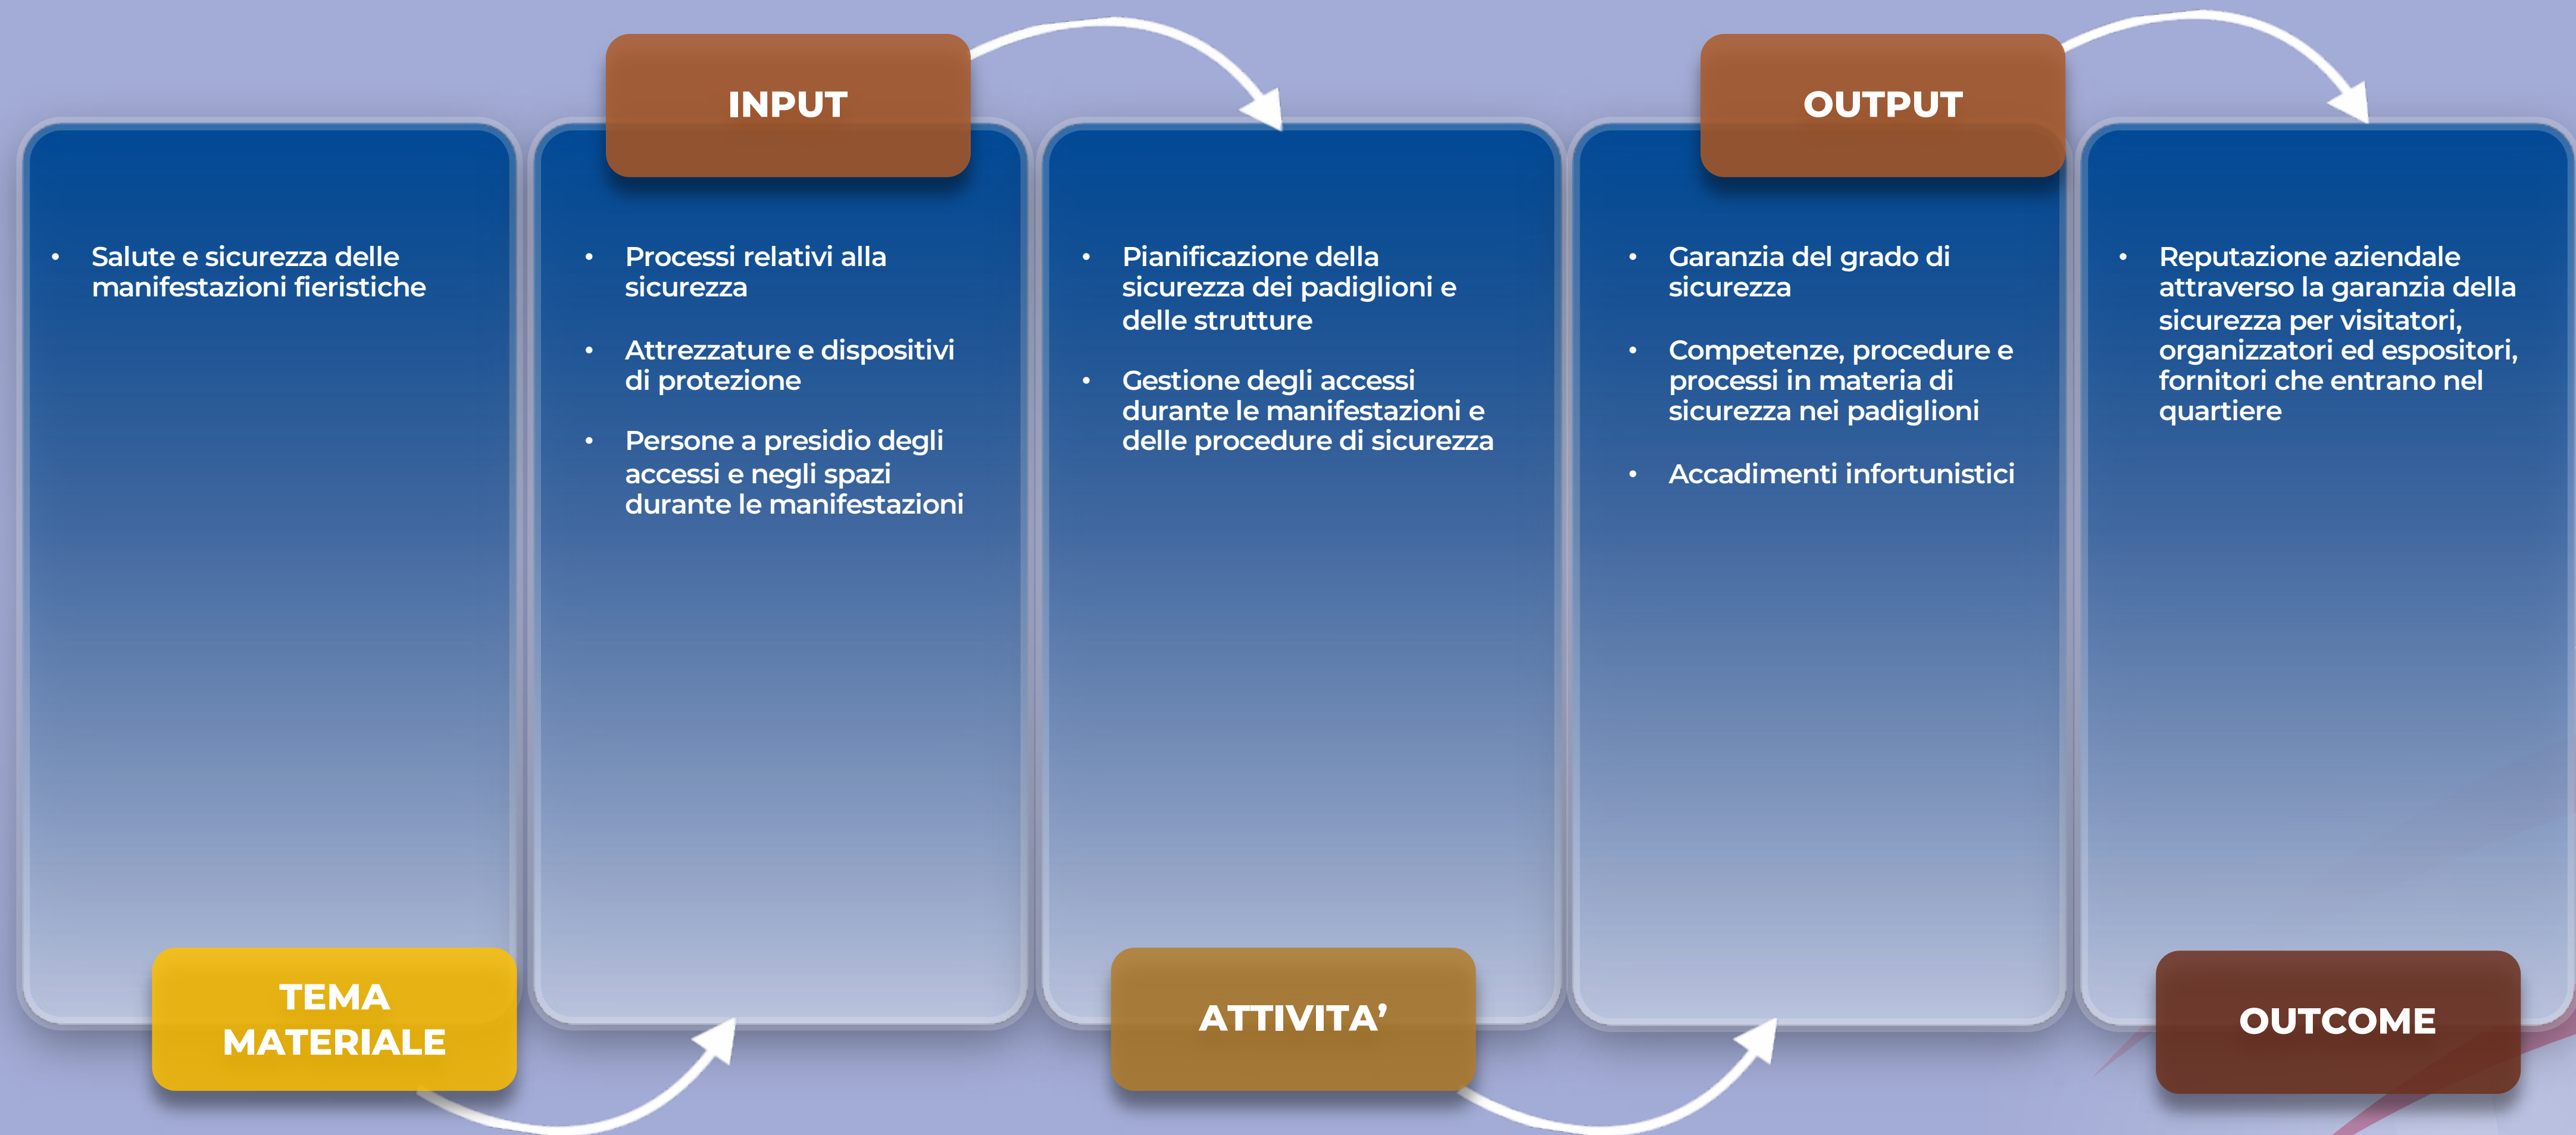 TEMA
MATERIALE
• Salute e sicurezza delle
manifestazioni fieristiche
INPUT
• Processi relativi alla
sicurezza
• Attrezzature e dispositivi
di protezione
• Persone a presidio degli
accessi e negli spazi
durante le manifestazioni
ATTIVITA’
• Pianificazione della
sicurezza dei padiglioni e
delle strutture
• Gestione degli accessi
durante le manifestazioni e
delle procedure di sicurezza
OUTPUT
• Garanzia del grado di
sicurezza
• Competenze, procedure e
processi in materia di
sicurezza nei padiglioni
• Accadimenti infortunistici
OUTCOME
• Reputazione aziendale
attraverso la garanzia della
sicurezza per visitatori,
organizzatori ed espositori,
fornitori che entrano nel
quartiere